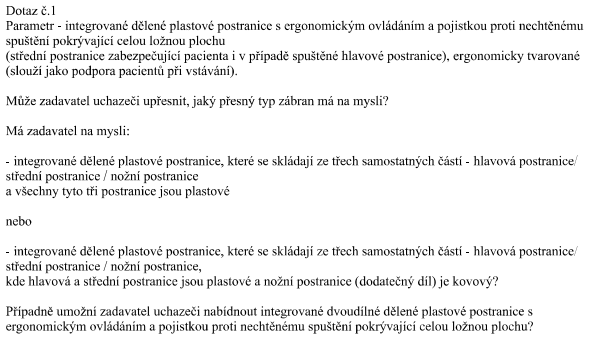 Dotaz č.1
Parametr - integrované dělené plastové postranice s ergonomickým ovládáním a pojistkou proti nechtěnému
spuštění pokrývající celou ložnou plochu
(střední postranice zabezpečující pacienta i v případě spuštěné hlavové postranice), ergonomicky tvarované
(slouží jako podpora pacientů při vstávání).
Může zadavatel uchazeči upřesnit, jaký přesný typ zábran má na mysli?
Má zadavatel na mysli:
- integrované dělené plastové postranice, které se skládají ze třech samostatných částí - hlavová postranice/
střední postranice / nožní postranice
a všechny tyto tři postranice jsou plastové
nebo
- integrované dělené plastové postranice, které se skládají ze třech samostatných částí - hlavová postranice/
střední postranice / nožní postranice,
kde hlavová a střední postranice jsou plastové a nožní postranice (dodatečný díl) je kovový?
Případně umožní zadavatel uchazeči nabídnout integrované dvoudílné dělené plastové postranice s
ergonomickým ovládáním a pojistkou proti nechtěnému spuštění pokrývající celou ložnou plochu?